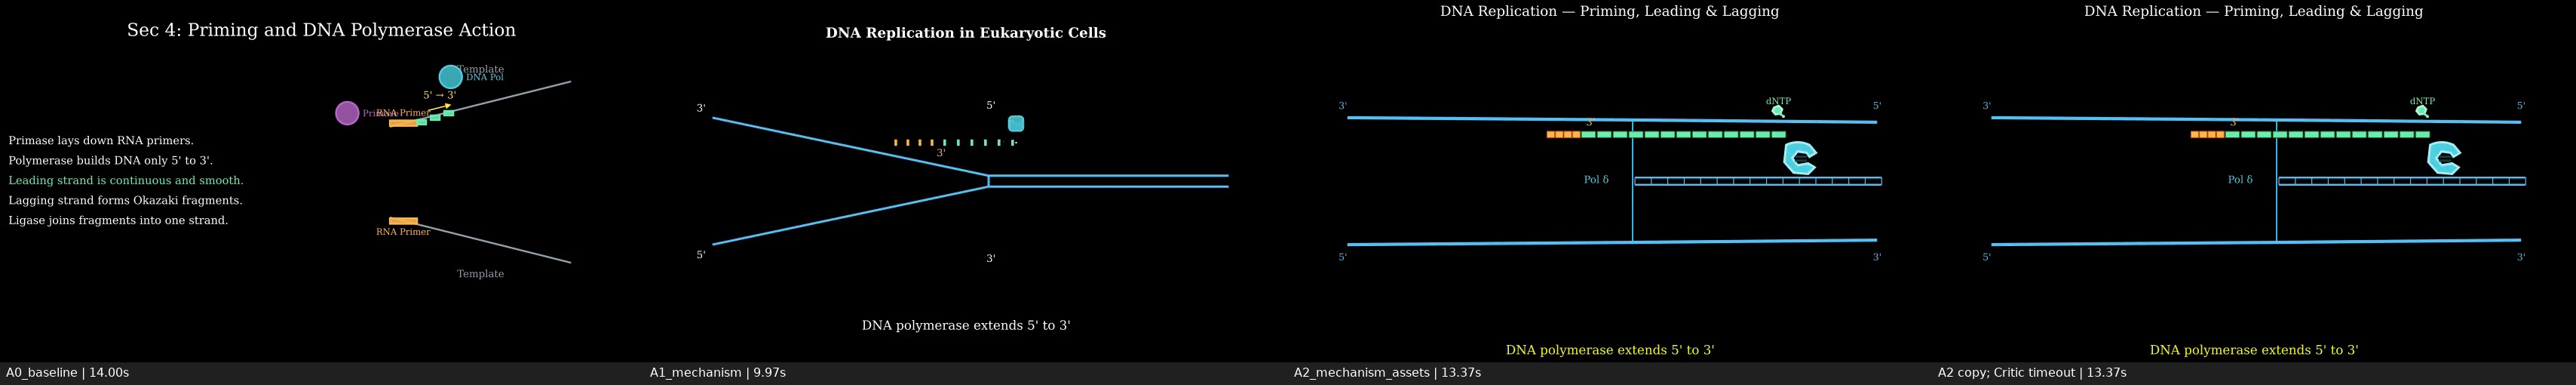 Sec 4: Priming and DNA Polymerase Action
Template
DNA Pol
5' → 3'
RNA Primer
Primase lays down RNA primers.
Polymerase builds DNA only 5' to 3'.
Leading strand is continuous and smooth.
Lagging strand forms Okazaki fragments.
Ligase joins fragments into one strand.
RNA Primer
Template
A0_baseline | 14.00s
DNA Replication in Eukaryotic Cells
3'
5'
3'
5'
3'
DNA polymerase extends 5' to 3'
A1_mechanism | 9.97s
DNA Replication — Priming, Leading & Lagging
dNTP
3'
5'
3'
Pol δ
5'
3'
DNA polymerase extends 5' to 3'
A2_mechanism_assets | 13.37s
DNA Replication — Priming, Leading & Lagging
dNTP
3'
5'
3'
Pol δ
5'
3'
DNA polymerase extends 5' to 3'
A2 copy; Critic timeout | 13.37s